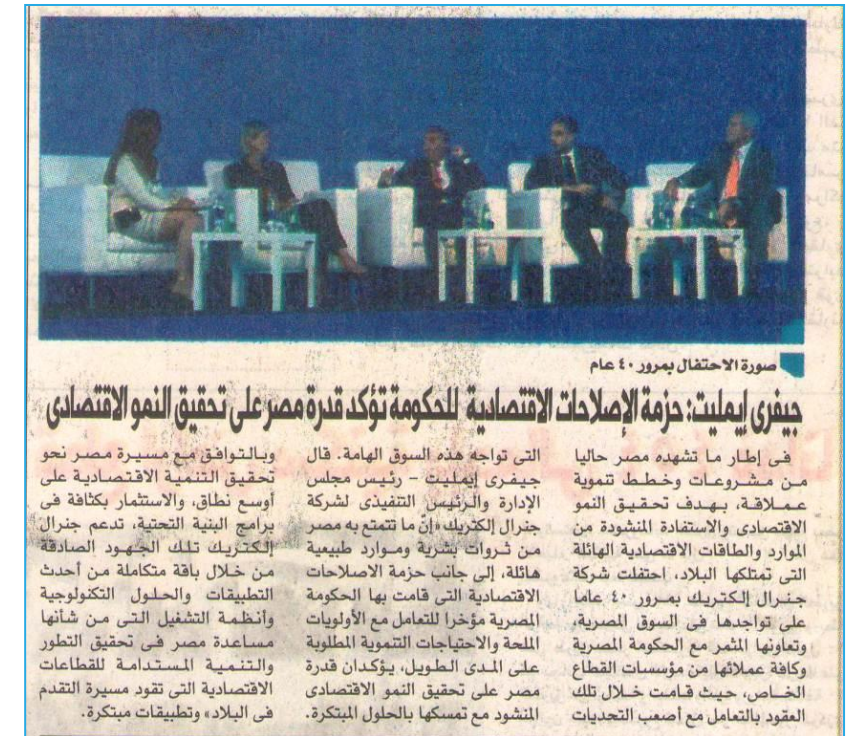 صورة الاحتفال بمرور ٤٠ عام
جيفرى إيمليت: حزمة الإصلاحات الاقتصادية للحكومة تؤكد قدرة مصر على تحقيق النمو الاقتصادى
فى إطار ما تشهده مصر حاليا
من مشروعات وخطط تنموية
عملاقة، بهدف تحقيق النمو
الاقتصادى والاستفادة المنشودة من
الموارد والطاقات الاقتصادية الهائلة
التى تمتلكها البلاد، احتفلت شركة
جنرال إلكتريك بمرور ٤٠ عاما
على تواجدها فى السوق المصرية،
وتعاونها المثمر مع الحكومة المصرية
وكافة عملائها من مؤسسات القطاع
الخاص، حيث قامت خلال تلك
العقود بالتعامل مع أصعب التحديات
التى تواجه هذه السوق الهامة. قال
جيفرى إيمليت - رئيس مجلس
الإدارة والرئيس التنفيذى لشركة
جنرال إلكتريك «إن ما تتمتع به مصر
من ثروات بشرية وموارد طبيعية
هائلة، إلى جانب حزمة الاصلاحات
الاقتصادية التى قامت بها الحكومة
المصرية مؤخرا للتعامل مع الأولويات
الملحة والاحتياجات التنموية المطلوبة
على المدى الطويل، يؤكدان قدرة
مصر على تحقيق النمو الاقتصادى
المنشود مع تمسكها بالحلول المبتكرة.
وبالتوافق مع مسيرة مصر نحو
تحقيق التنمية الاقتصادية على
أوسع نطاق، والاستثمار بكثافة فى
برامج البنية التحتية، تدعم جنرال
إلكتريك تلك الجهود الصادقة
من خلال باقة متكاملة من أحدث
التطبيقات والحلول التكنولوجية
وأنظمة التشغيل التى من شأنها
مساعدة مصر فى تحقيق التطور
والتنمية المستدامة للقطاعات
الاقتصادية التى تقود مسيرة التقدم
فى البلاد» وتطبيقات مبتكرة.